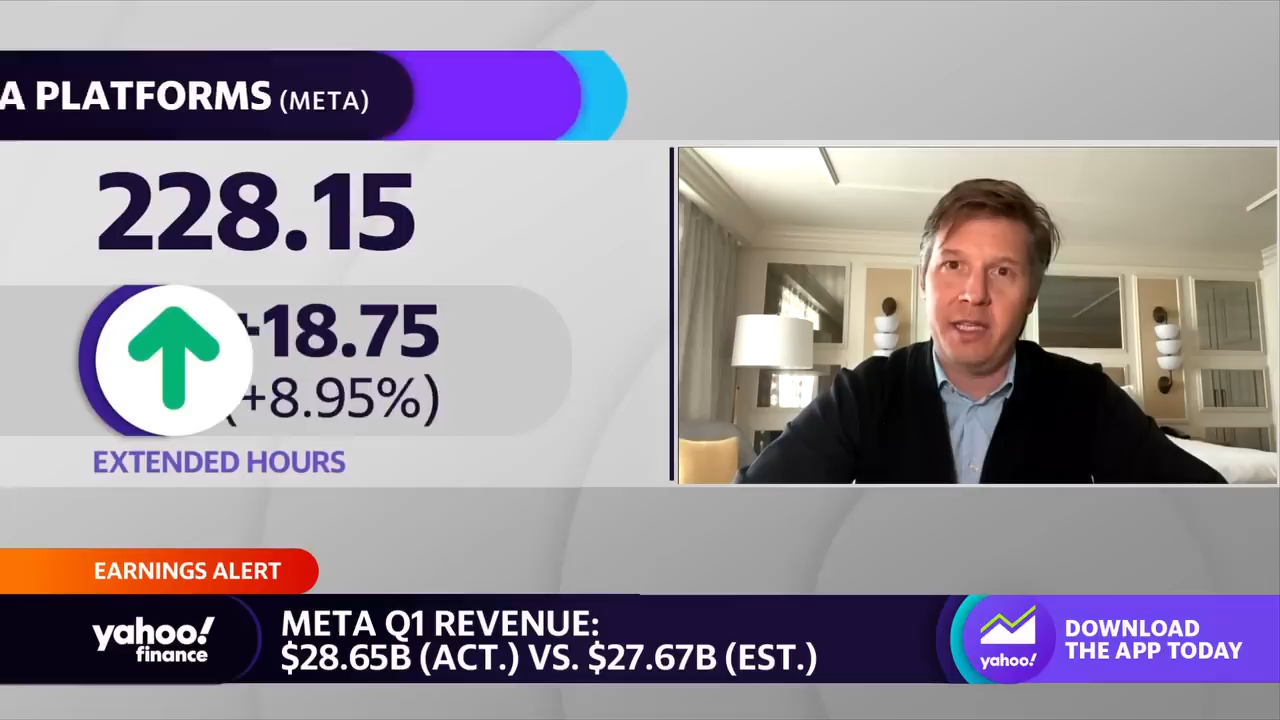 A PLATFORMS (META)
228.15
+18.75
(+8.95%)
EXTENDED HOURS
EARNINGS ALERT
yahoo!
finance
META Q1 REVENUE:
$28.65B (ACT.) VS. $27.67B (EST.)
yahoo!
DOWNLOAD
THE APP TODAY